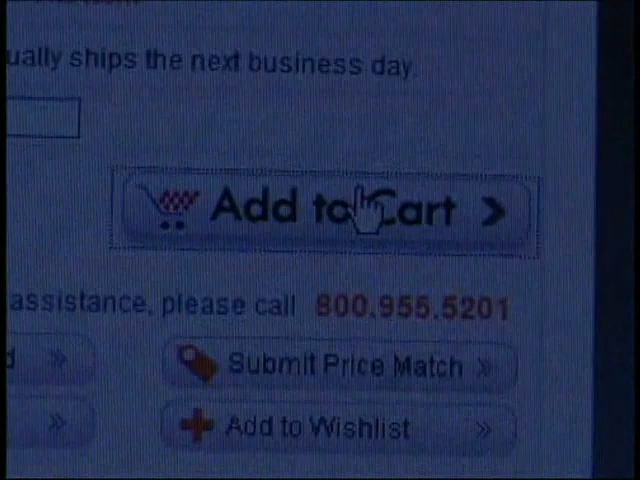 ually ships the next business day.
Add to Cart
assistance, please call 800.955.5201
Submit Price Match
Add to Wishlist